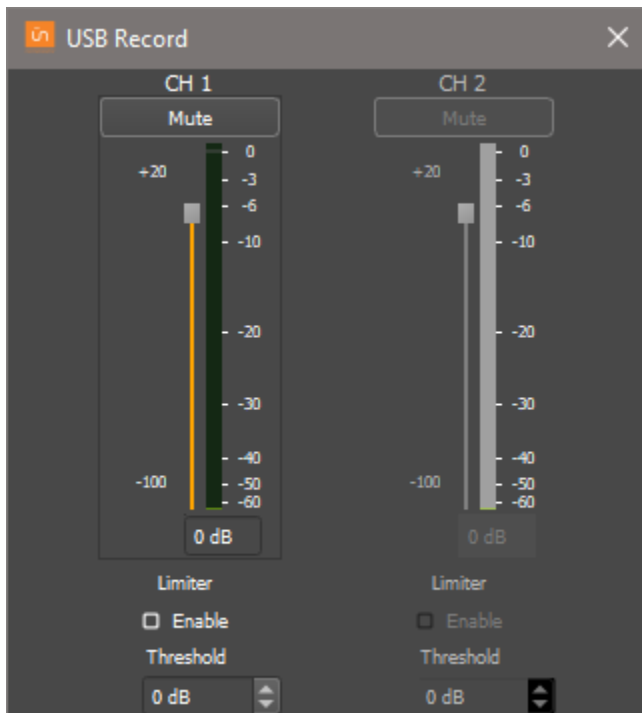 USB Record
CH 1
Mute
+20
-100
0
-3
-6
-10
-20
-30
-40
-50
-60
0 dB
Limiter
Enable
Threshold
0 dB
CH 2
Mute
+20
-100
0
-3
-6
-10
-20
-30
-40
-50
-60
0 dB
Limiter
Enable
Threshold
0 dB